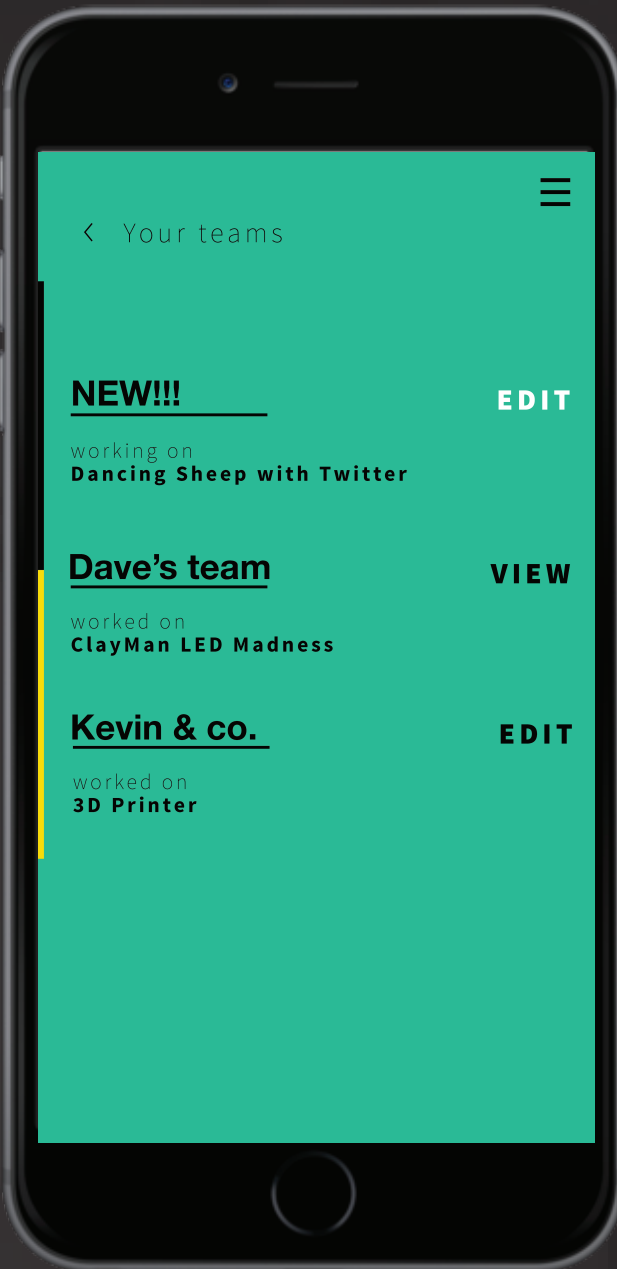 Your teams
NEW!!! EDIT
working on
Dancing Sheep with Twitter
Dave’s team VIEW
worked on
ClayMan LED Madness
Kevin & co. EDIT
worked on
3D Printer